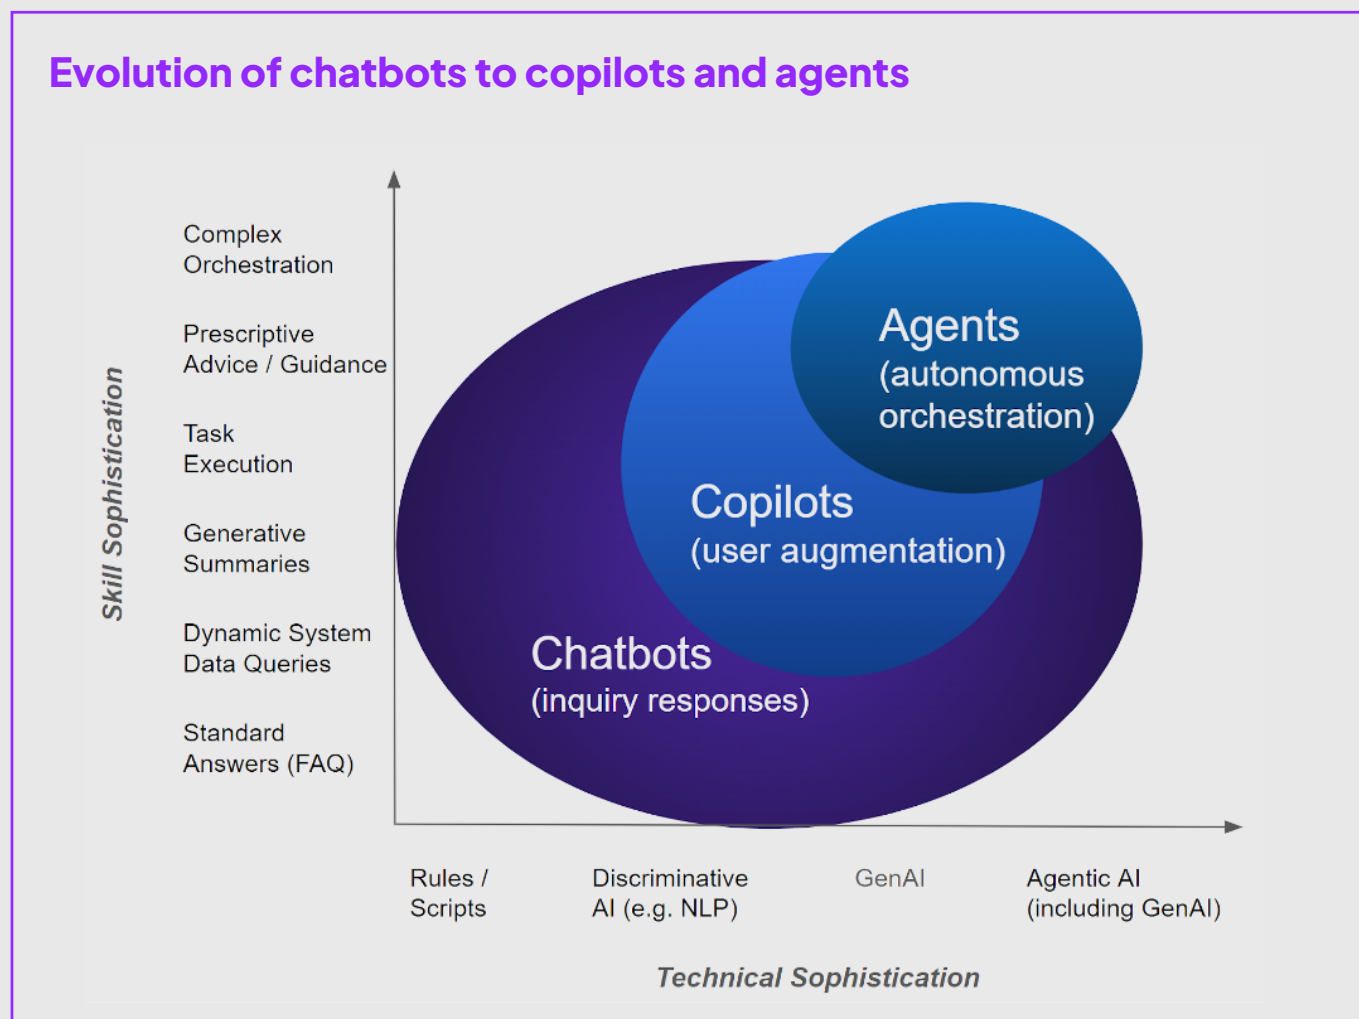 Evolution of chatbots to copilots and agents
Complex
Orchestration
Prescriptive
Advice / Guidance
Task
Execution
Generative
Summaries
Dynamic System
Data Queries
Standard
Answers (FAQ)
Skill Sophistication
Agents
(autonomous
orchestration)
Copilots
(user augmentation)
Chatbots
(inquiry responses)
Rules /
Scripts
Discriminative
AI (e.g. NLP)
GenAI
Agentic AI
(including GenAI)
Technical Sophistication